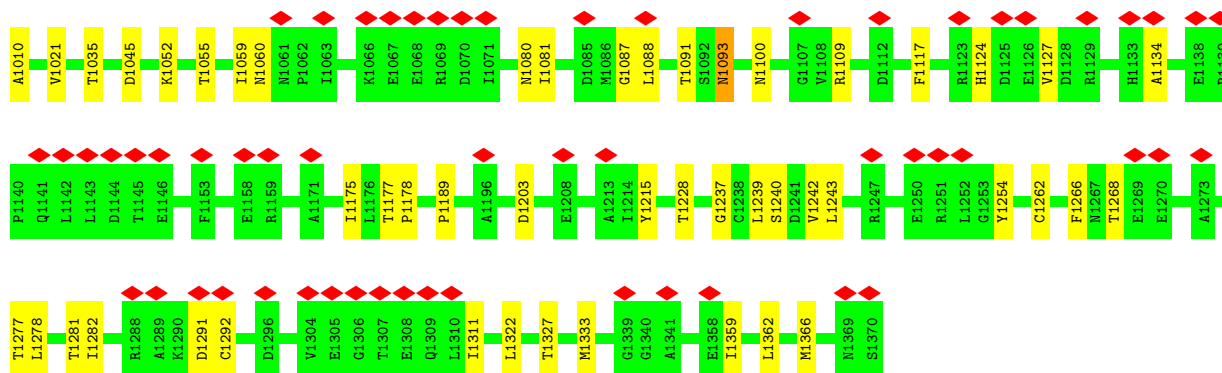 A1010 V1021 T1035 D1045 K1052 T1055 I1059 N1060 N1061 P1062 I1063 K1066 E1067 E1068 R1069 D1070 I1071 N1080 I1081 D1085 M1086 G1087 L1088 T1091 S1092 N1093 N1100 G1107 V1108 R1109 D1112 F1117 R1123 H1124 D1125 E1126 V1127 D1128 R1129 H1133 A1134 E1138
P1140 Q1141 L1142 L1143 D1144 T1145 E1146 F1153 E1158 R1159 A1171 I1175 L1176 T1177 P1178 P1189 A1196 D1203 E1208 A1213 I1214 Y1215 T1228 G1237 C1238 L1239 S1240 D1241 V1242 L1243 R1247 E1250 R1251 L1252 G1253 Y1254 C1262 F1266 N1267 T1268 E1269 E1270 A1273
T1277 L1278 T1281 I1282 R1288 A1289 K1290 D1291 C1292 D1296 V1304 E1305 G1306 T1307 E1308 Q1309 L1310 I1311 L1322 T1327 M1333 G1339 G1340 A1341 E1358 I1359 L1362 M1366 N1369 S1370